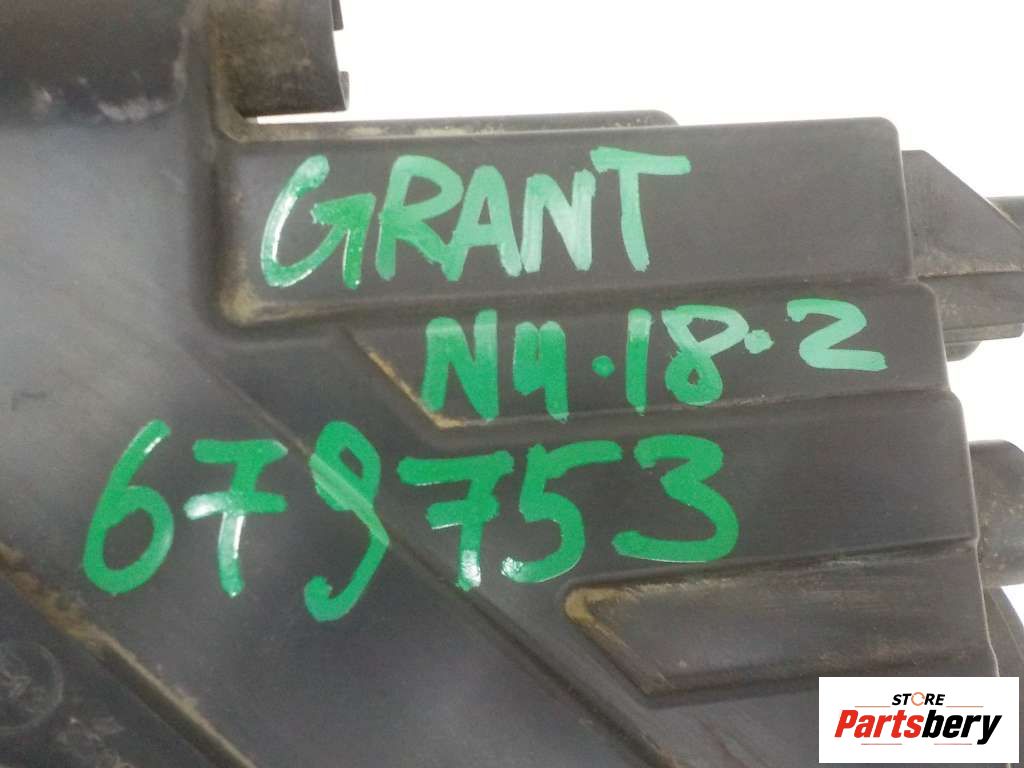 GRANT
N4.18.2
679753
STORE
Partsbery